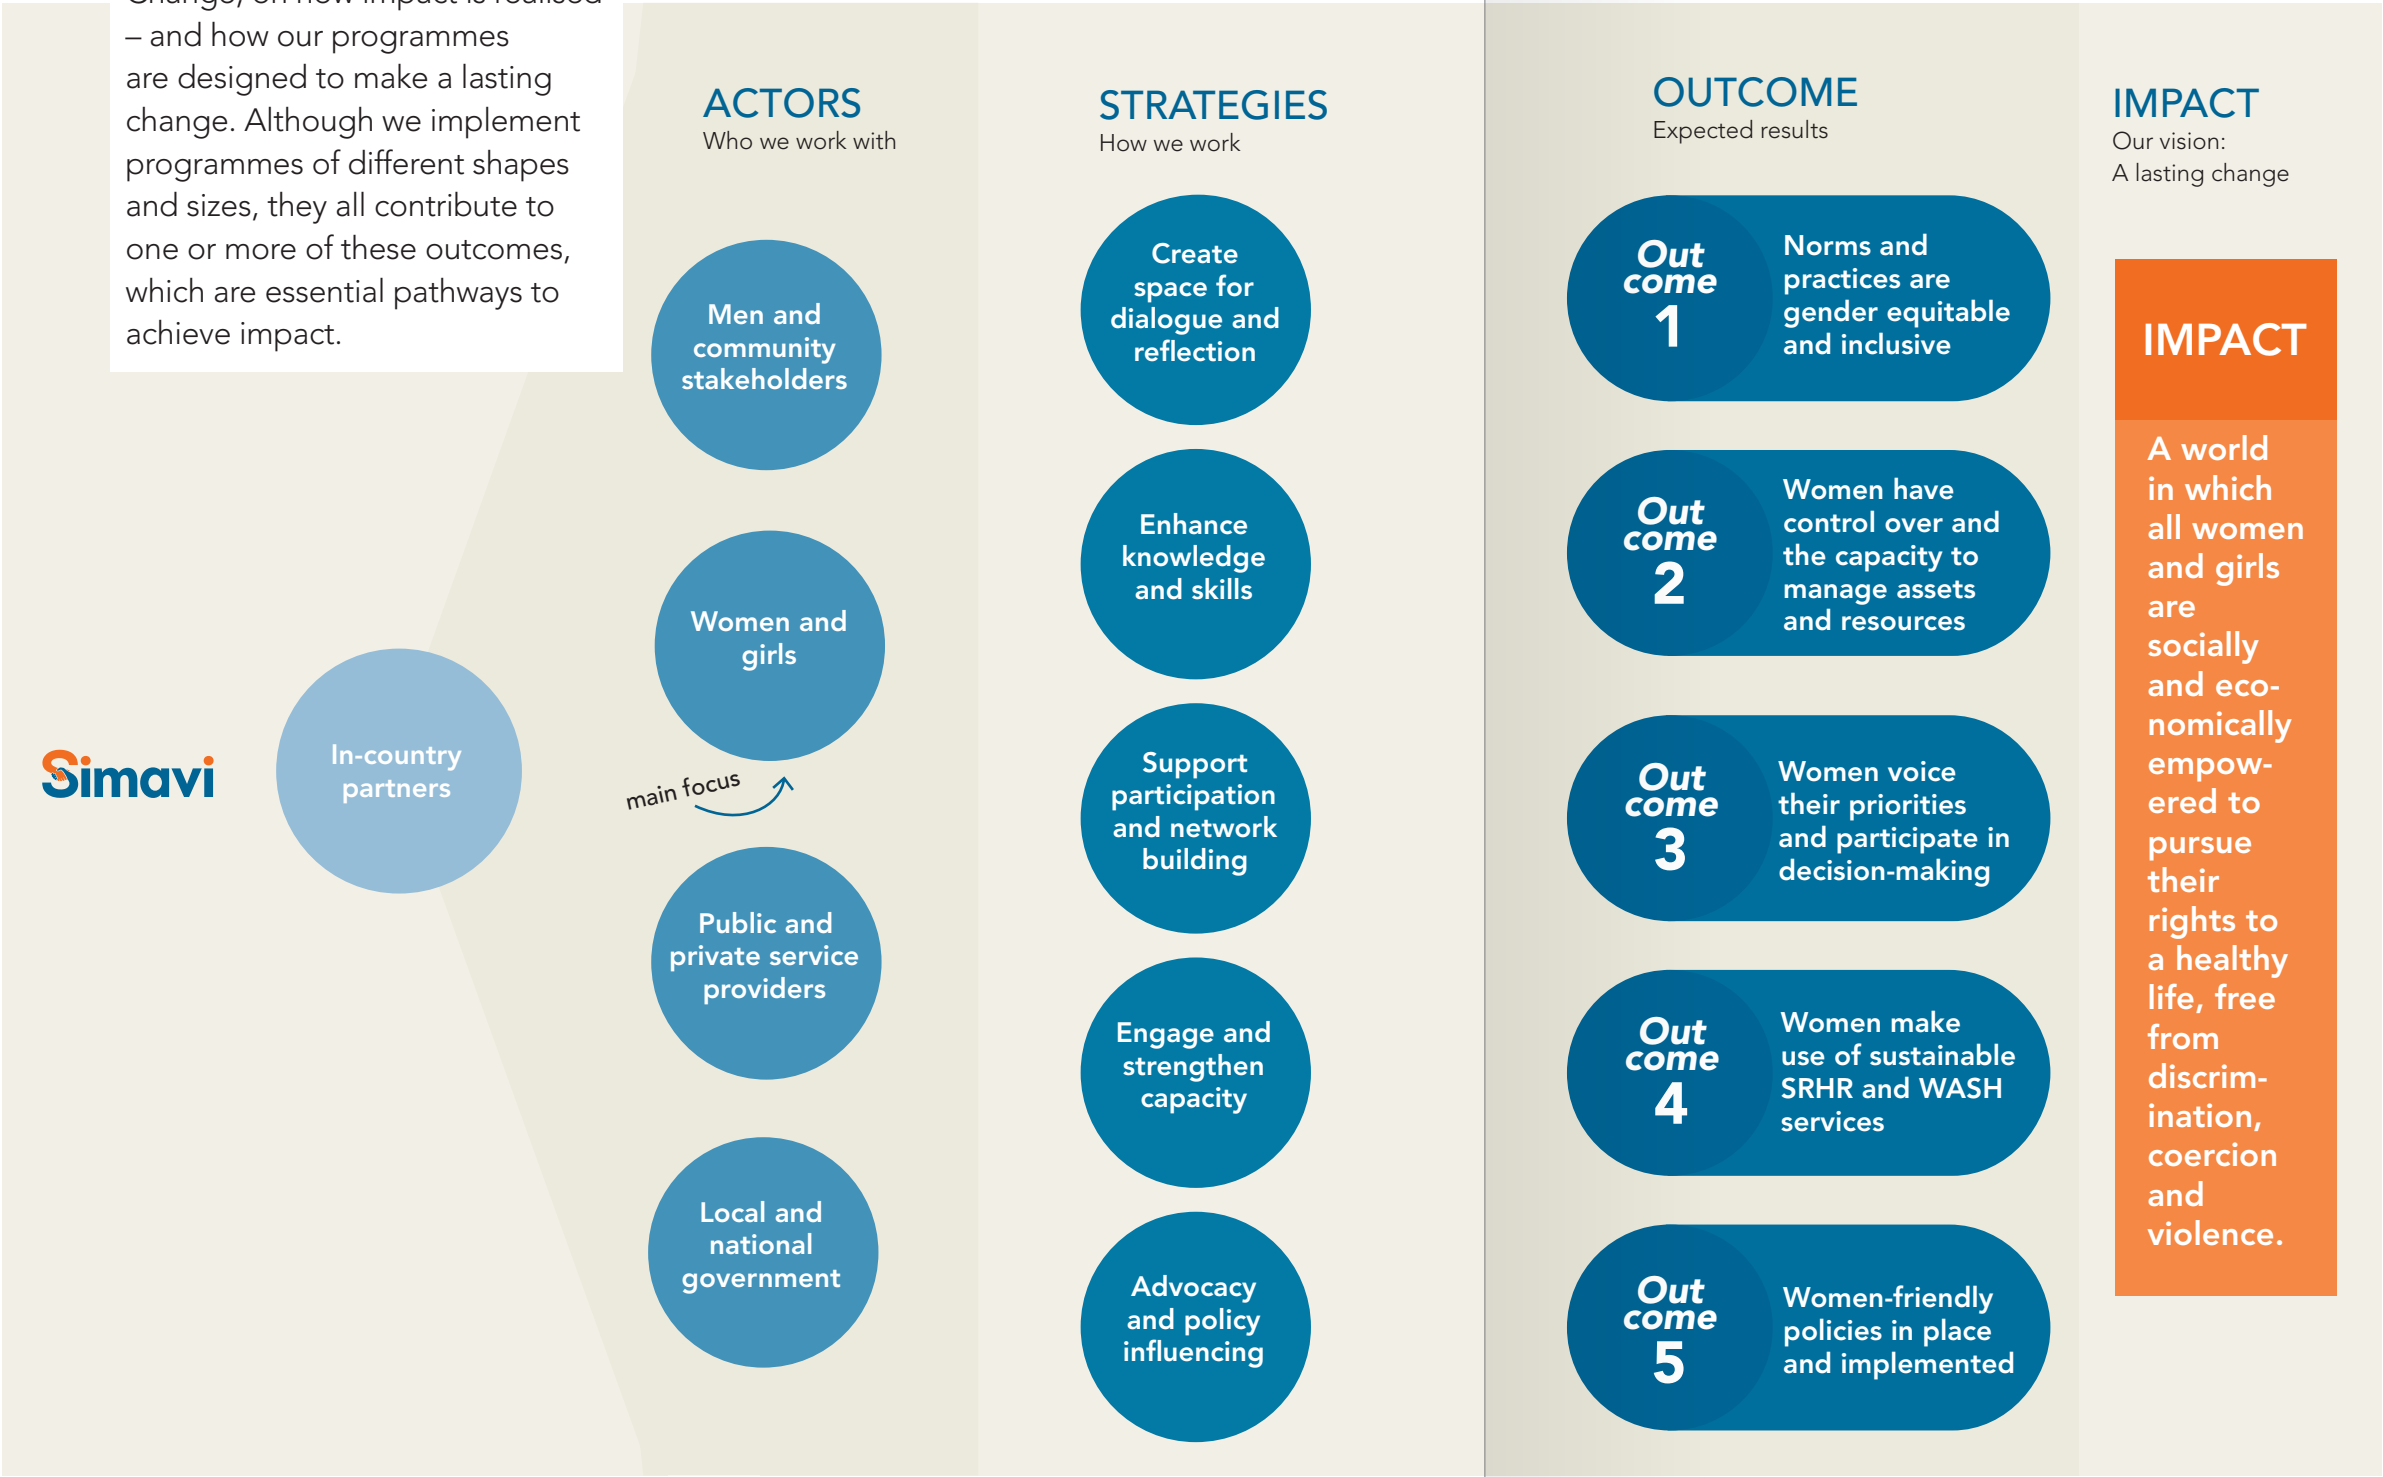 Change, on how impact is realised
– and how our programmes
are designed to make a lasting
change. Although we implement
programmes of different shapes
and sizes, they all contribute to
one or more of these outcomes,
which are essential pathways to
achieve impact.
Simavi
In-country
partners
ACTORS
Who we work with
Men and
community
stakeholders
Women and
girls
main focus
Public and
private service
providers
Local and
national
government
STRATEGIES
How we work
Create
space for
dialogue and
reflection
Enhance
knowledge
and skills
Support
participation
and network
building
Engage and
strengthen
capacity
Advocacy
and policy
influencing
OUTCOME
Expected results
Out
come
1
Norms and
practices are
gender equitable
and inclusive
Out
come
2
Women have
control over and
the capacity to
manage assets
and resources
Out
come
3
Women voice
their priorities
and participate in
decision-making
Out
come
4
Women make
use of sustainable
SRHR and WASH
services
Out
come
5
Women-friendly
policies in place
and implemented
IMPACT
Our vision:
A lasting change
IMPACT
A world
in which
all women
and girls
are
socially
and eco-
nomically
empow-
ered to
pursue
their
rights to
a healthy
life, free
from
discrim-
ination,
coercion
and
violence.